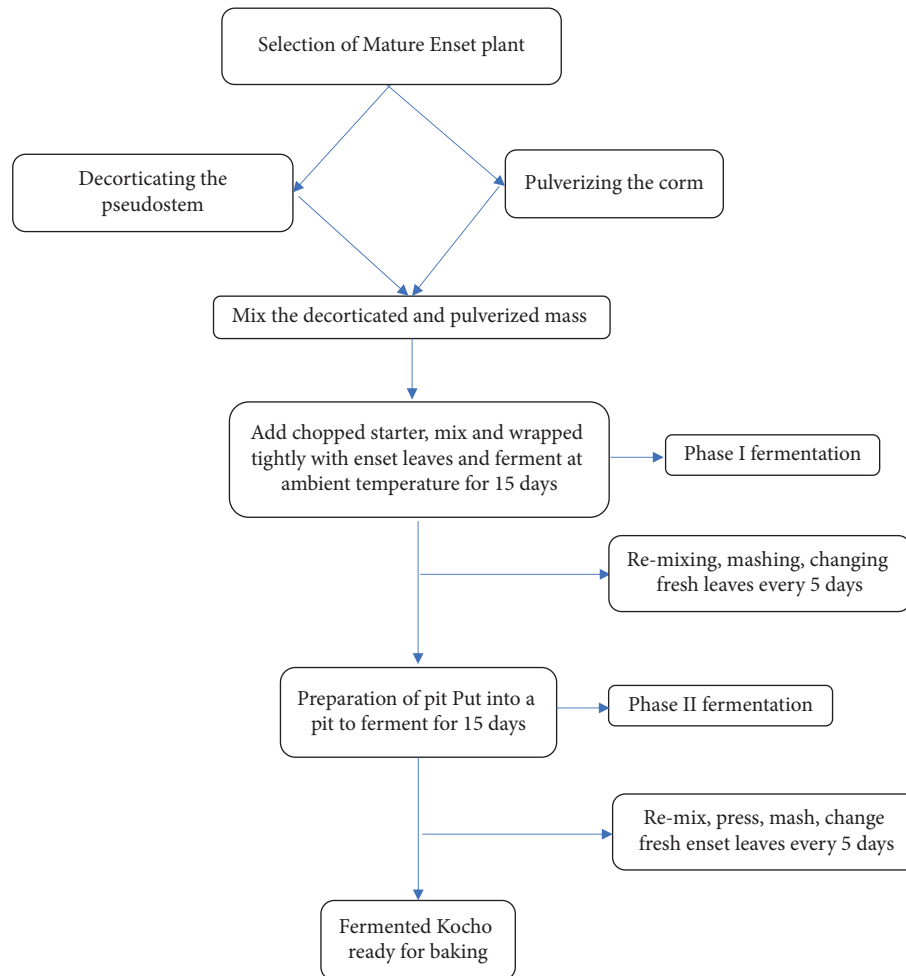 Selection of Mature Enset plant
Decorticating the
pseudostem
Pulverizing the corm
Mix the decorticated and pulverized mass
Add chopped starter, mix and wrapped
tightly with enset leaves and ferment at
ambient temperature for 15 days
Phase I fermentation
Re-mixing, mashing, changing
fresh leaves every 5 days
Preparation of pit Put into a
pit to ferment for 15 days
Phase II fermentation
Re-mix, press, mash, change
fresh enset leaves every 5 days
Fermented Kocho
ready for baking